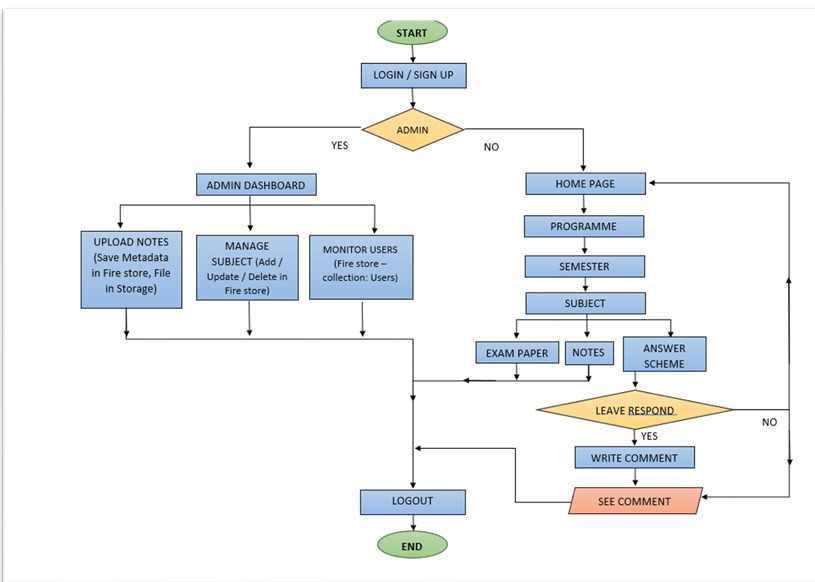 START
LOGIN / SIGN UP
ADMIN
YES
NO
ADMIN DASHBOARD
HOME PAGE
PROGRAMME
UPLOAD NOTES
(Save Metadata
in Fire store, File
in Storage)
MANAGE
SUBJECT (Add /
Update / Delete in
Fire store)
MONITOR USERS
(Fire store –
collection: Users)
SEMESTER
SUBJECT
EXAM PAPER
NOTES
ANSWER
SCHEME
LEAVE RESPOND
NO
YES
WRITE COMMENT
SEE COMMENT
LOGOUT
END